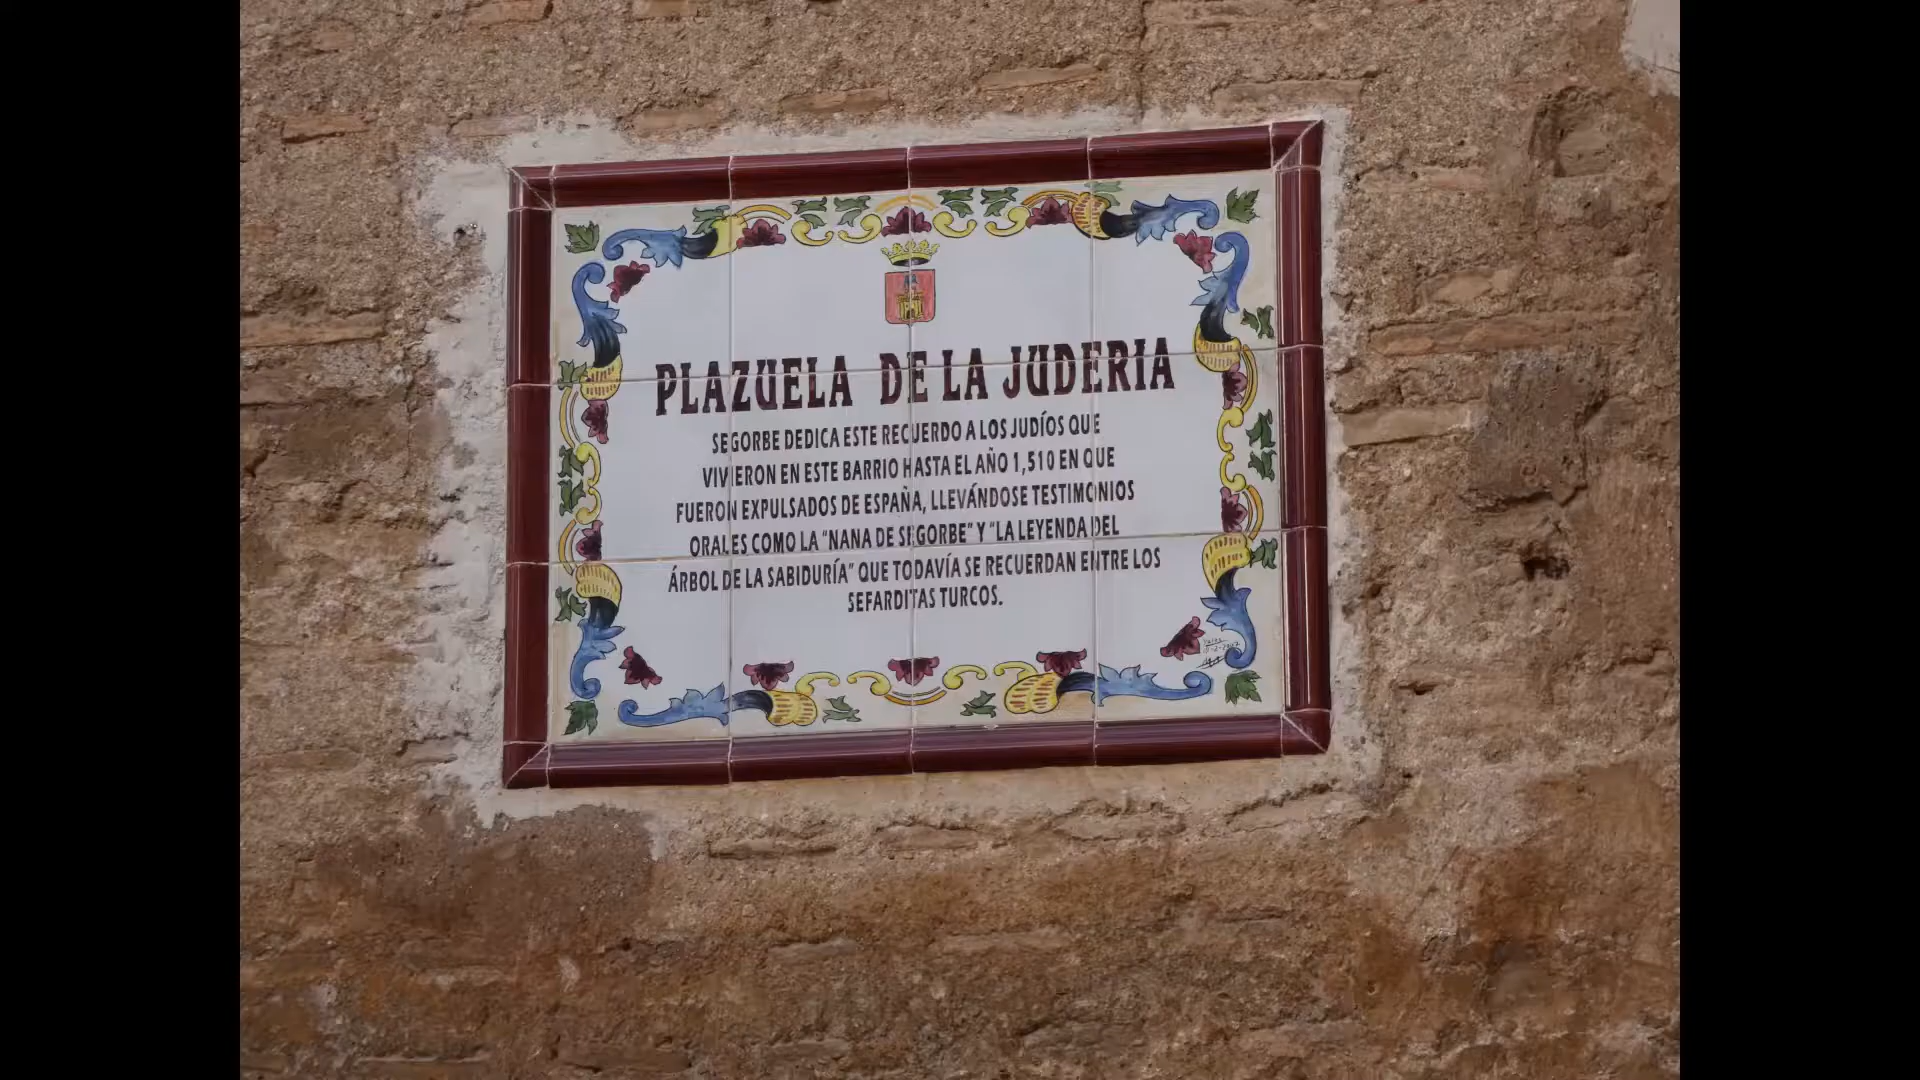 PLAZUELA DE LA JUDERIA
SEGORBE DEDICA ESTE RECUERDO A LOS JUDÍOS QUE
VIVIERON EN ESTE BARRIO HASTA EL AÑO 1,510 EN QUE
FUERON EXPULSADOS DE ESPAÑA, LLEVÁNDOSE TESTIMONIOS
ORALES COMO LA "NANA DE SEGORBE" Y "LA LEYENDA DEL
ÁRBOL DE LA SABIDURÍA" QUE TODAVÍA SE RECUERDAN ENTRE LOS
SEFARDITAS TURCOS.